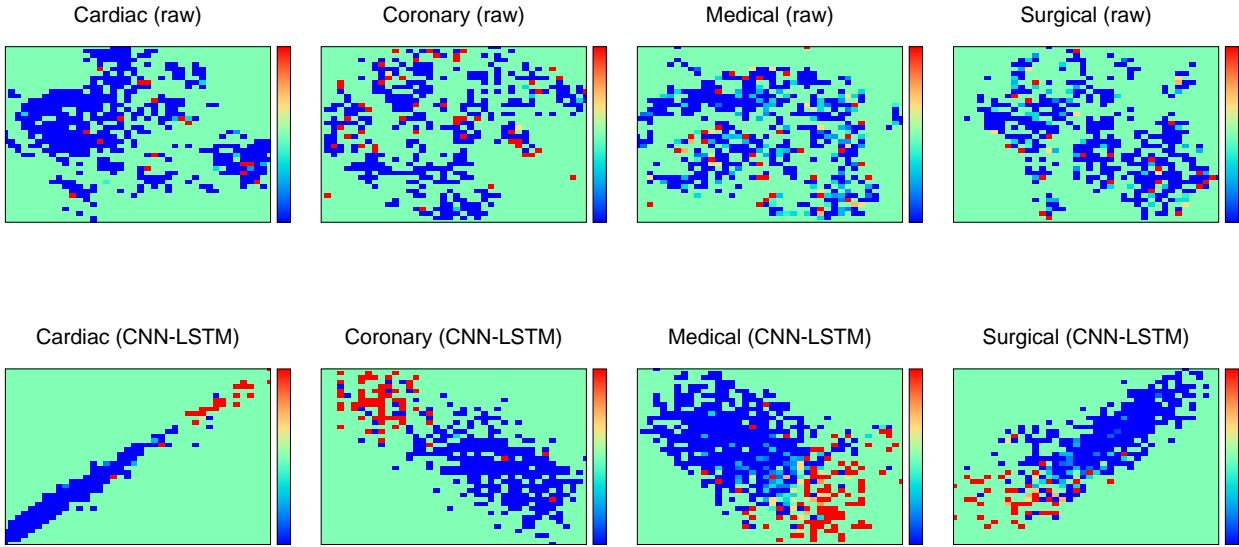 Cardiac (raw)
Coronary (raw)
Medical (raw)
Surgical (raw)
Cardiac (CNN-LSTM)
Coronary (CNN-LSTM)
Medical (CNN-LSTM)
Surgical (CNN-LSTM)